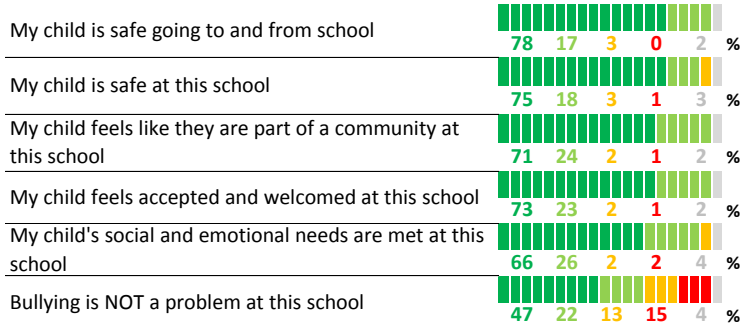 My child is safe going to and from school
78 17 3 0 2 %
My child is safe at this school
75 18 3 1 3 %
My child feels like they are part of a community at
this school
71 24 2 1 2 %
My child feels accepted and welcomed at this school
73 23 2 1 2 %
My child's social and emotional needs are met at this
school
66 26 2 2 4 %
Bullying is NOT a problem at this school
47 22 13 15 4 %